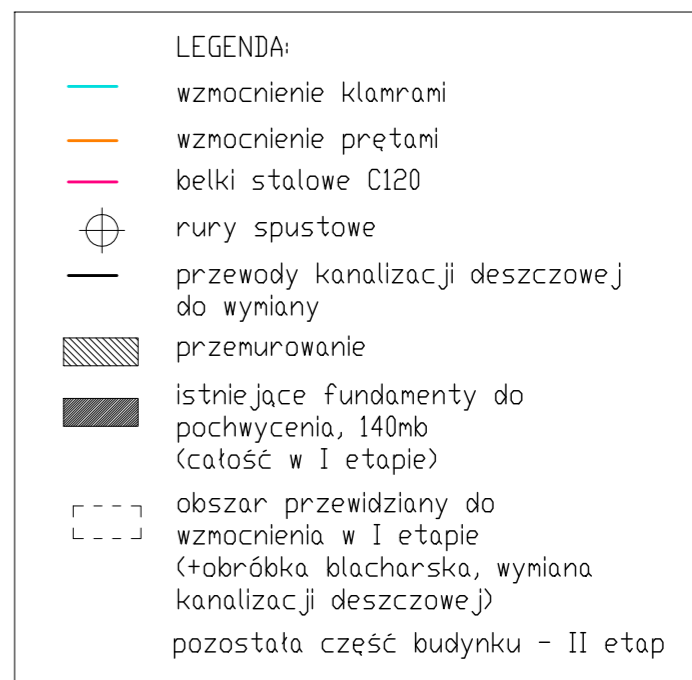 LEGENDA:
wzmocnienie klamrami
wzmocnienie prętami
belki stalowe C120
rury spustowe
przewody kanalizacji deszczowej
do wymiany
przemurowanie
istniejące fundamenty do
pochwycenia, 140mb
(całość w I etapie)
obszar przewidziany do
wzmocnienia w I etapie
(+obróbka blacharska, wymiana
kanalizacji deszczowej)
pozostała część budynku - II etap